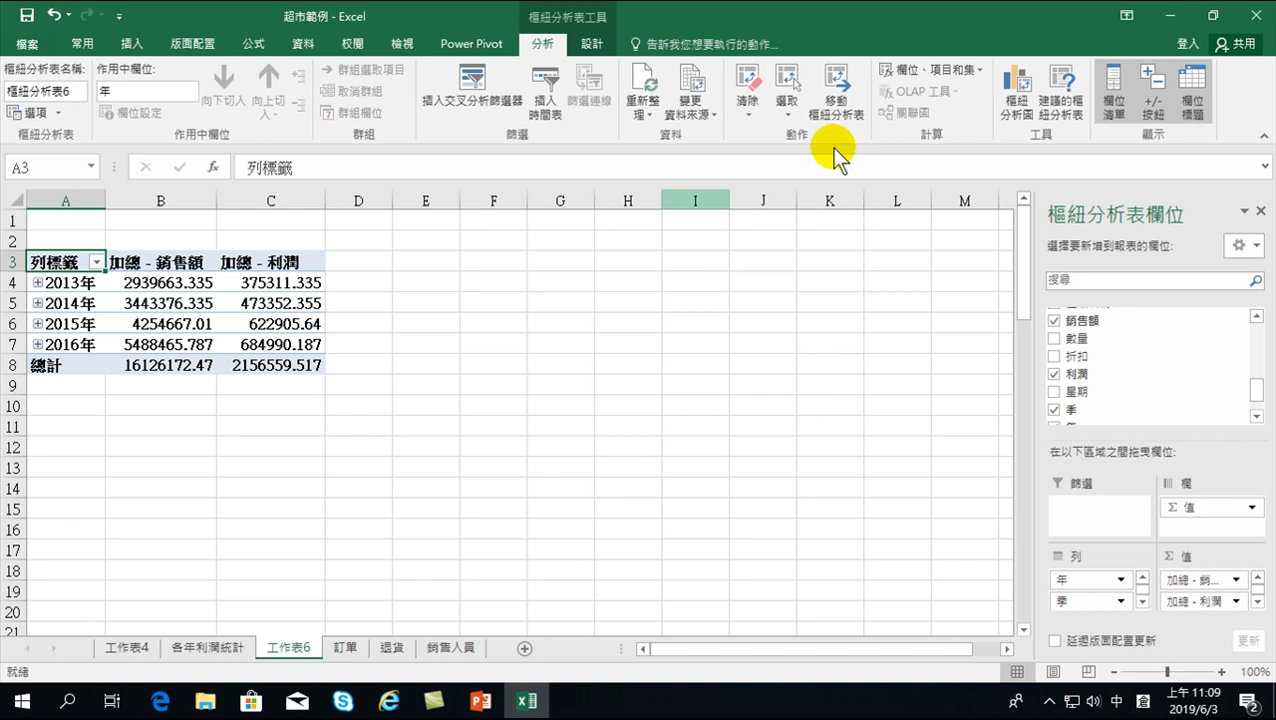 超市範例 - Excel
樞紐分析表工具
檔案 常用 插入 版面配置 公式 資料 校閱 檢視 Power Pivot 分析 設計 告訴我您想要執行的動作... 登入 共用
樞紐分析表名稱:
樞紐分析表6
選項
樞紐分析表
作用中欄位:
年
欄位設定
向下切入
向上切入
作用中欄位
群組選取項目
取消群組
群組欄位
群組
插入交叉分析篩選器
插入時間表
篩選連線
篩選
重新整理
變更資料來源
資料
清除
選取
移動樞紐分析表
動作
欄位、項目和集
OLAP 工具
關聯圖
計算
樞紐分析圖
建議的樞紐分析表
工具
欄位清單
+/- 按鈕
欄位標題
顯示
A3 fx 列標籤
A B C D E F G H I J K L M
1
2
3 列標籤 加總 - 銷售額 加總 - 利潤
4 2013年 2939663.335 375311.335
5 2014年 3443376.335 473352.355
6 2015年 4254667.01 622905.64
7 2016年 5488465.787 684990.187
8 總計 16126172.47 2156559.517
9
10
11
12
13
14
15
16
17
18
19
20
21
樞紐分析表欄位
選擇要新增到報表的欄位:
搜尋
銷售額
數量
折扣
利潤
星期
季
在以下區域之間拖曳欄位:
篩選 欄
Σ 值
列 Σ 值
年 加總 - 銷...
季 加總 - 利潤
延遲版面配置更新 更新
工作表4 各年利潤統計 工作表6 訂單 退貨 銷售人員
就緒 100%
中 上午 11:09
2019/6/3
2